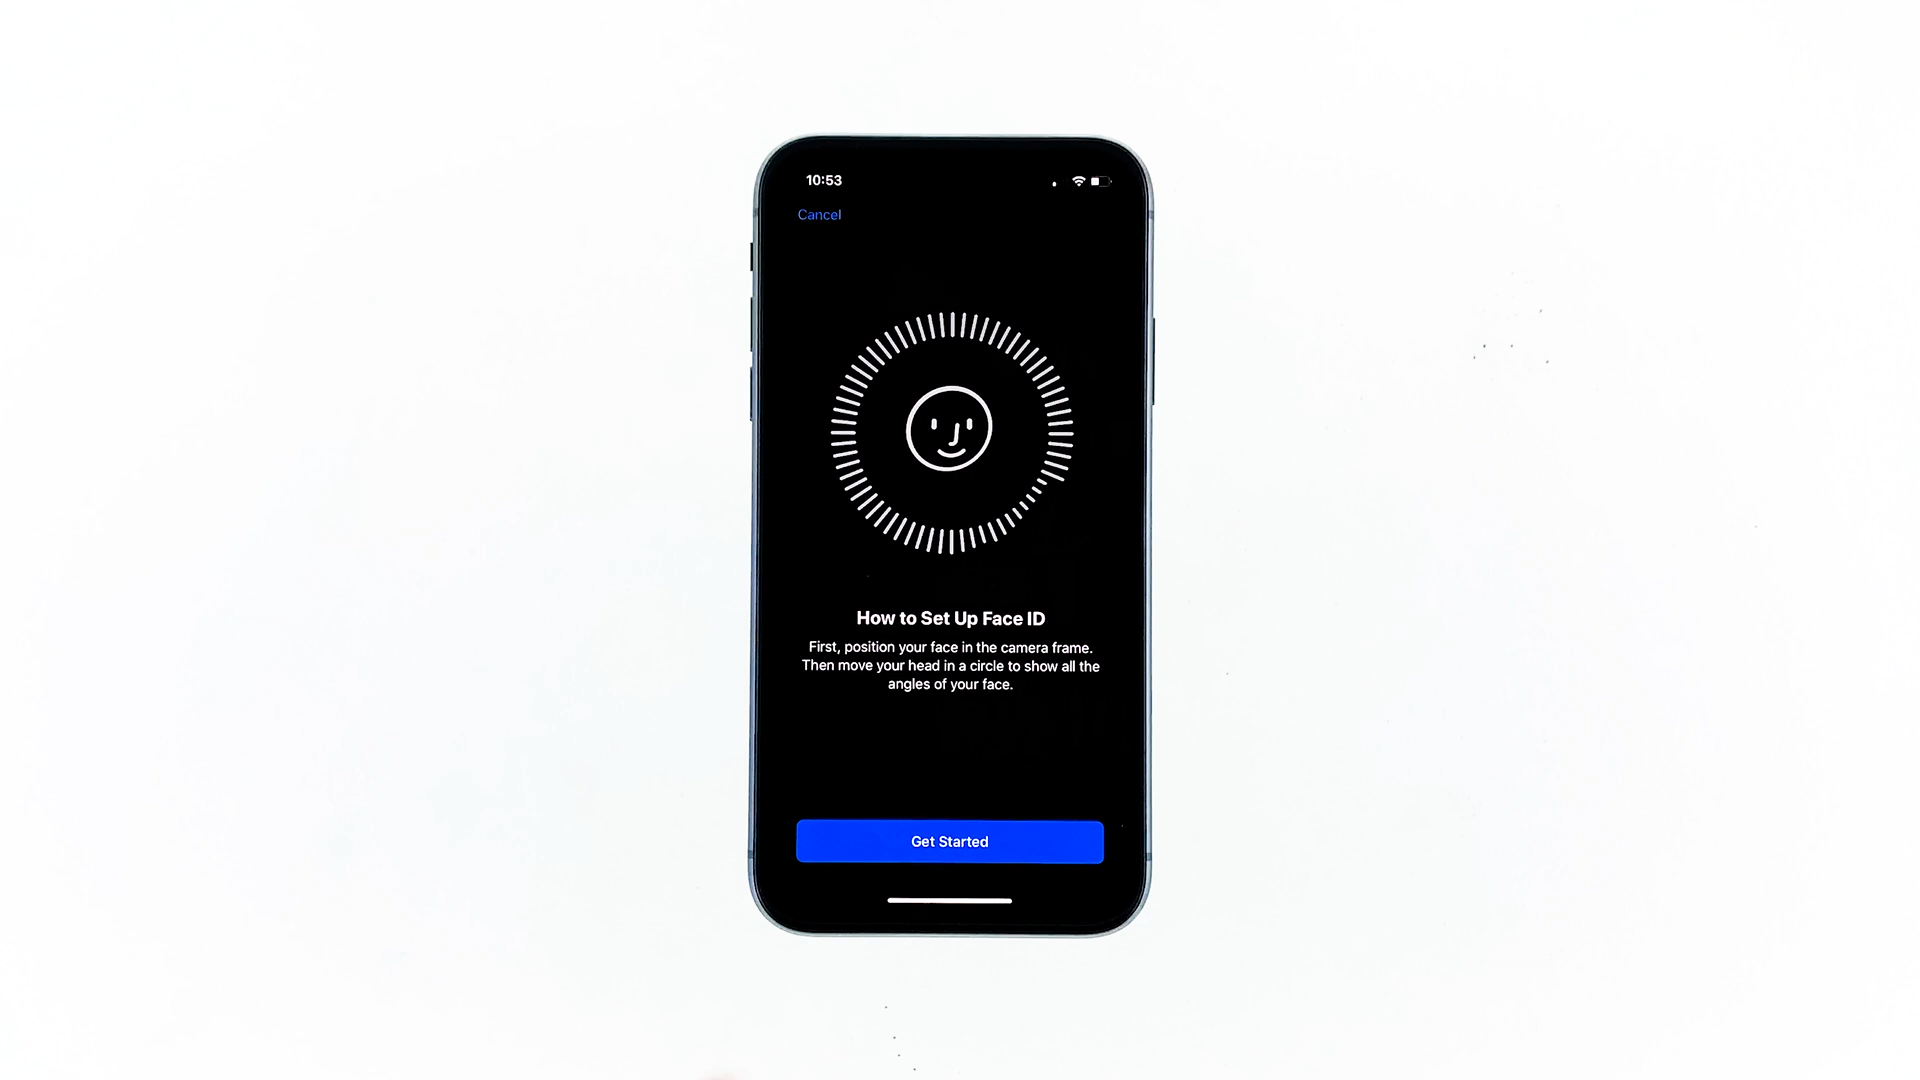 10:53
Cancel
How to Set Up Face ID
First, position your face in the camera frame.
Then move your head in a circle to show all the
angles of your face.
Get Started